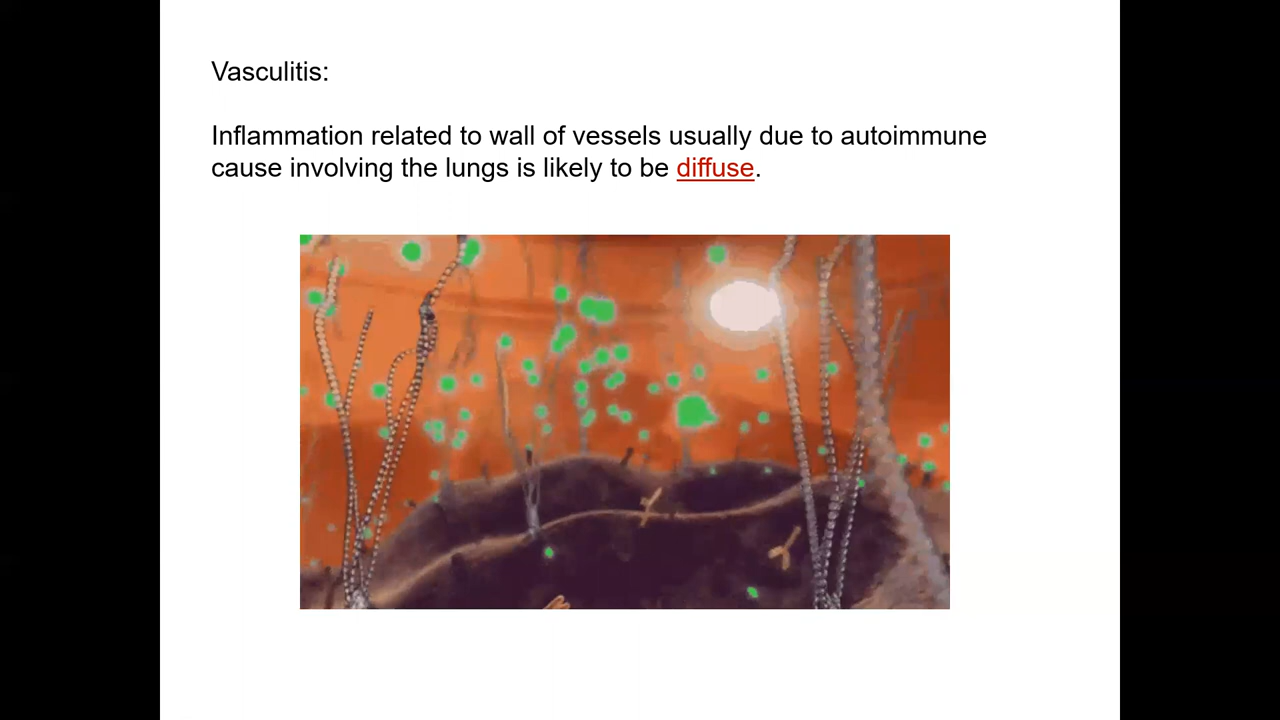 Vasculitis:
Inflammation related to wall of vessels usually due to autoimmune
cause involving the lungs is likely to be diffuse.